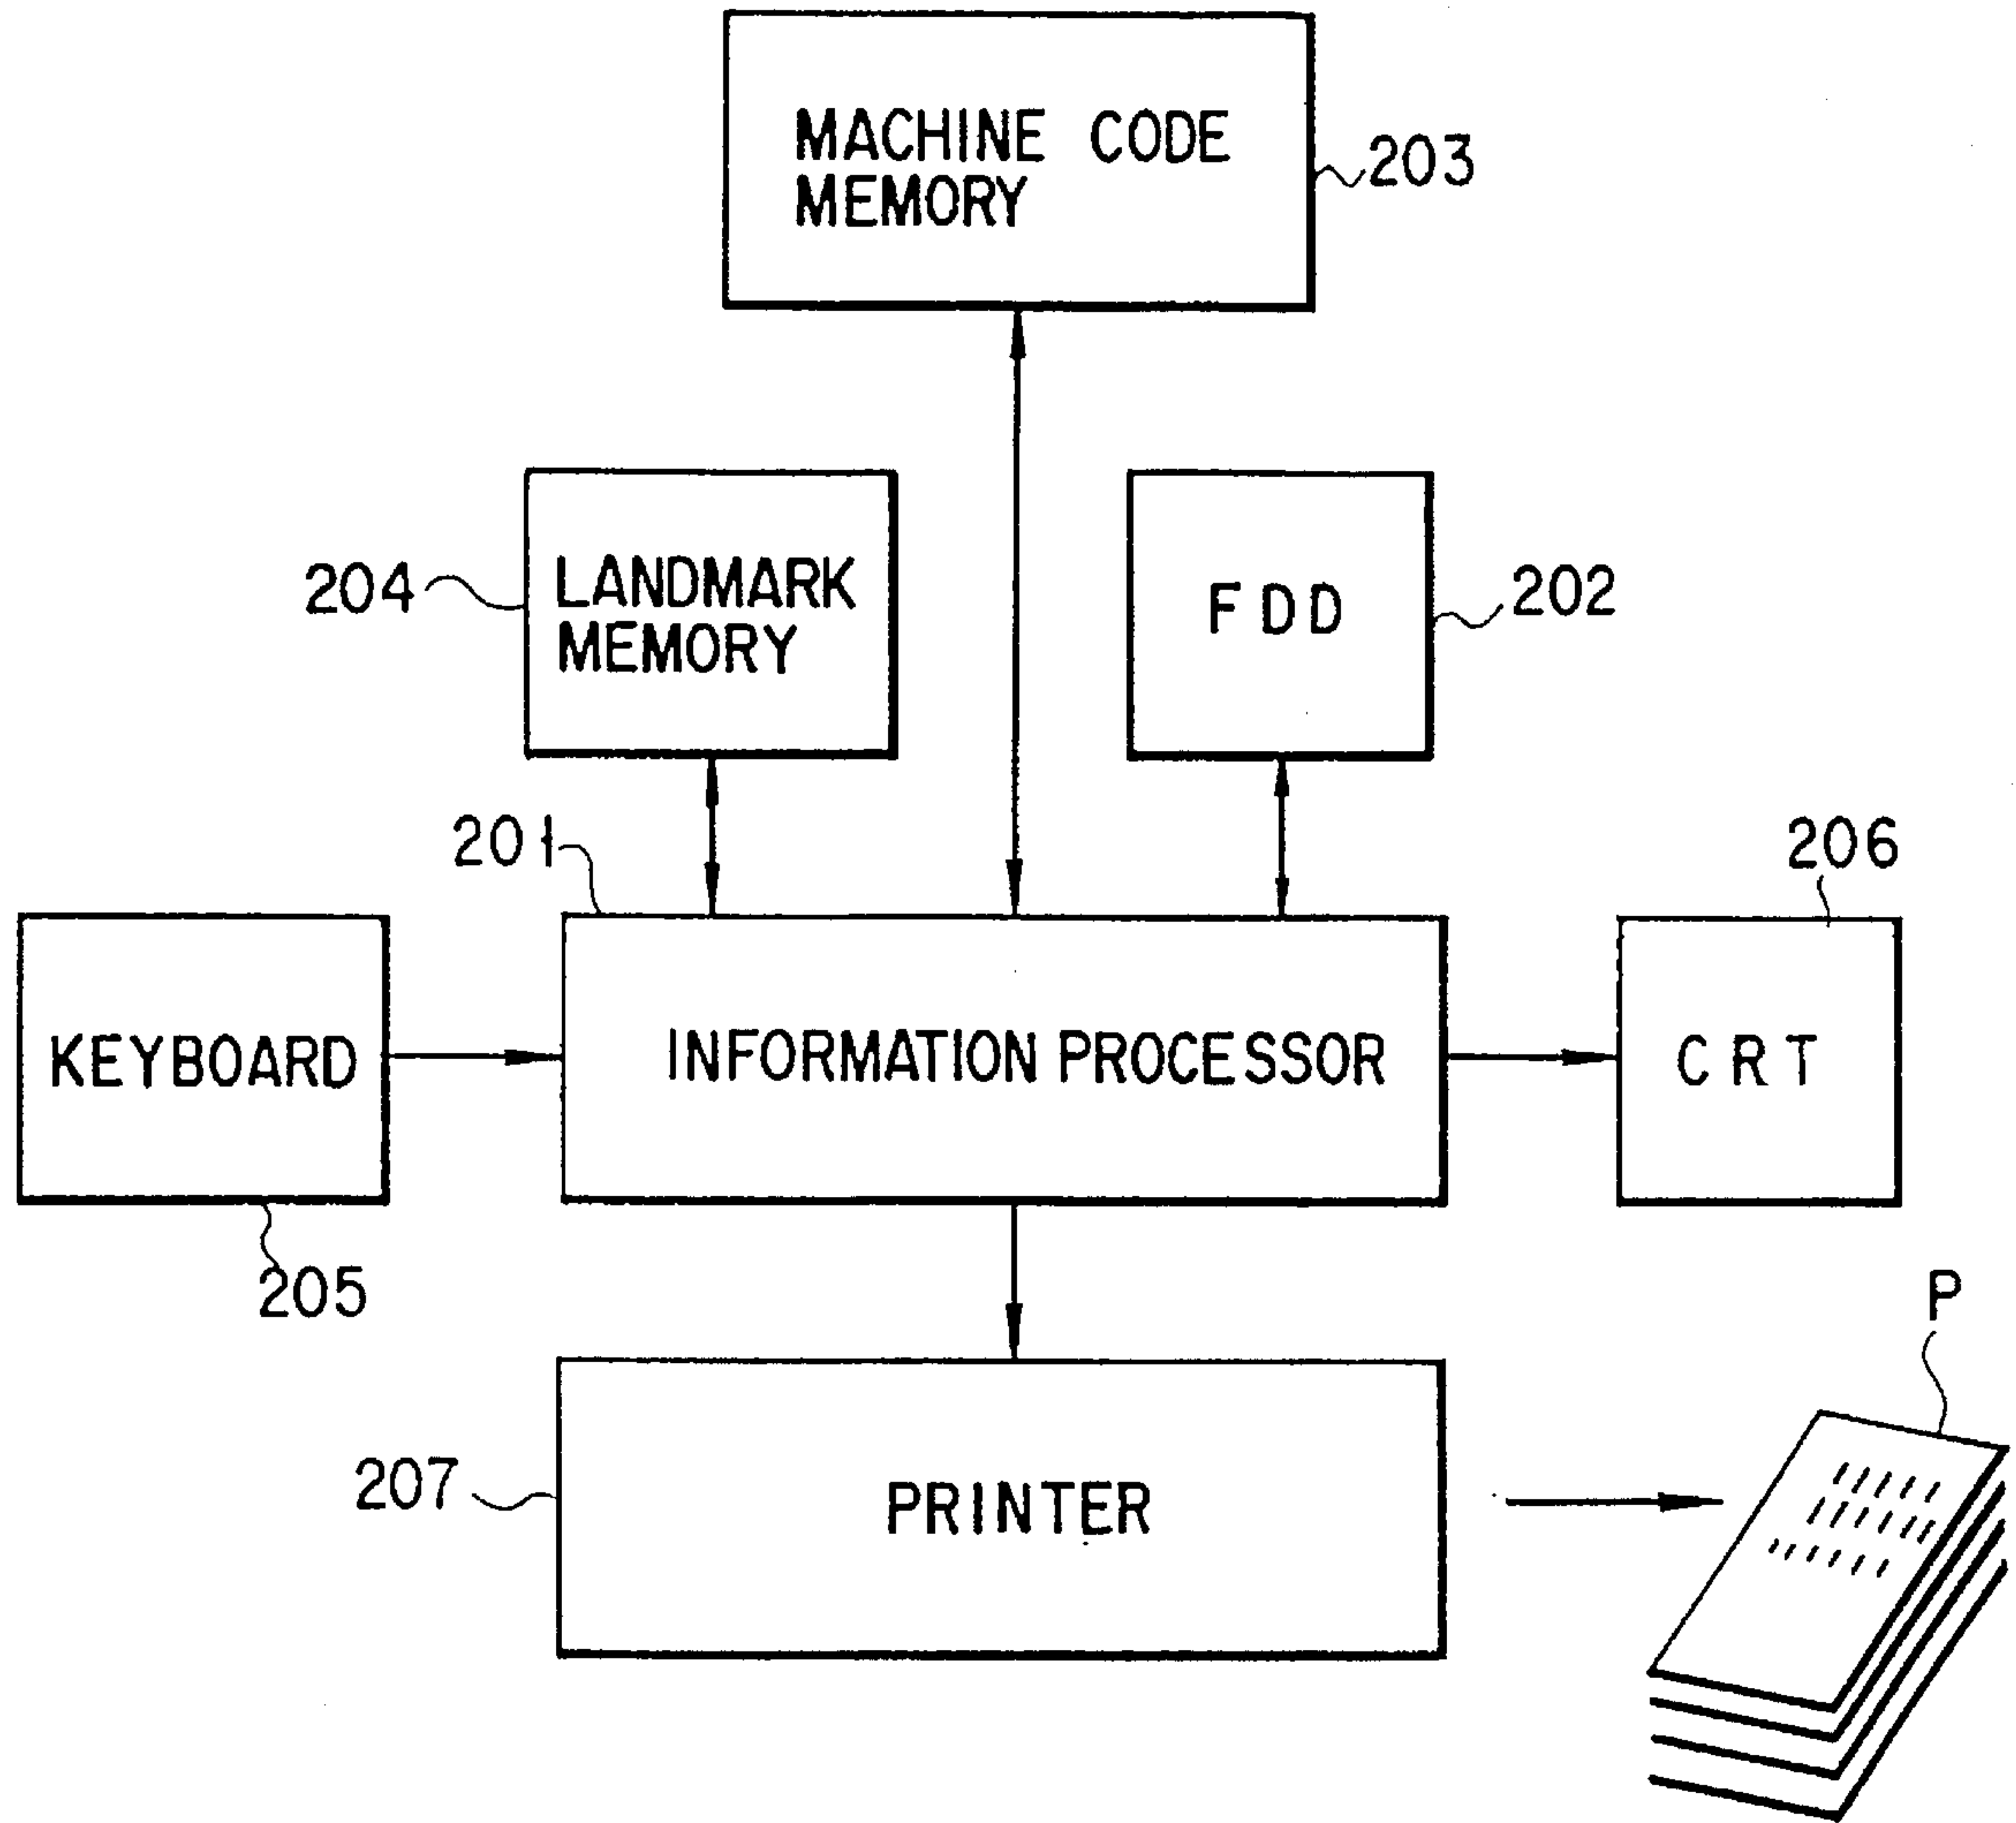 MACHINE CODE
MEMORY
203
LANDMARK
MEMORY
204
FDD
202
201
206
KEYBOARD
INFORMATION PROCESSOR
CRT
205
P
207
PRINTER